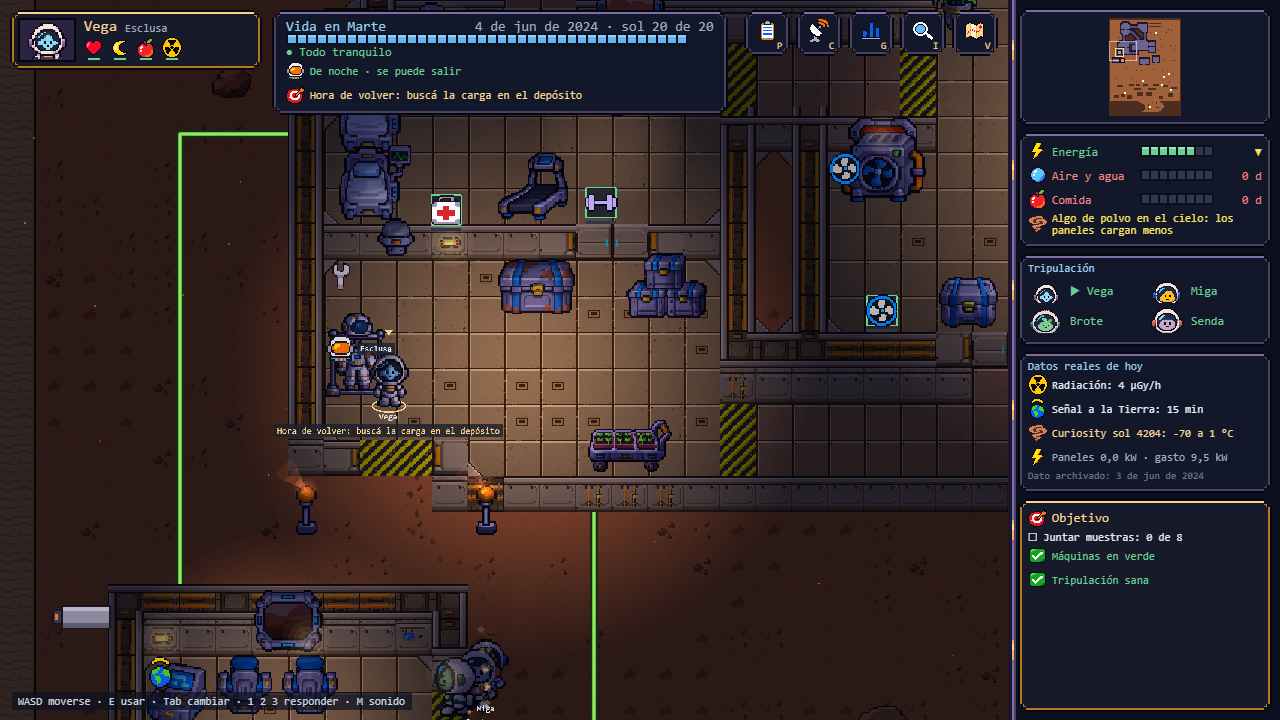 Vega Esclusa
Vida en Marte 4 de jun de 2024 · sol 20 de 20
Todo tranquilo
De noche · se puede salir
Hora de volver: buscá la carga en el depósito
P
C
G
I
V
Energía
Aire y agua 0 d
Comida 0 d
Algo de polvo en el cielo: los
paneles cargan menos
Tripulación
Vega
Miga
Brote
Senda
Datos reales de hoy
Radiación: 4 µGy/h
Señal a la Tierra: 15 min
Curiosity sol 4204: -70 a 1 °C
Paneles 0,0 kW · gasto 9,5 kW
Dato archivado: 3 de jun de 2024
Objetivo
Juntar muestras: 0 de 8
Máquinas en verde
Tripulación sana
Esclusa
Vega
Hora de volver: buscá la carga en el depósito
Miga
WASD moverse · E usar · Tab cambiar · 1 2 3 responder · M sonido